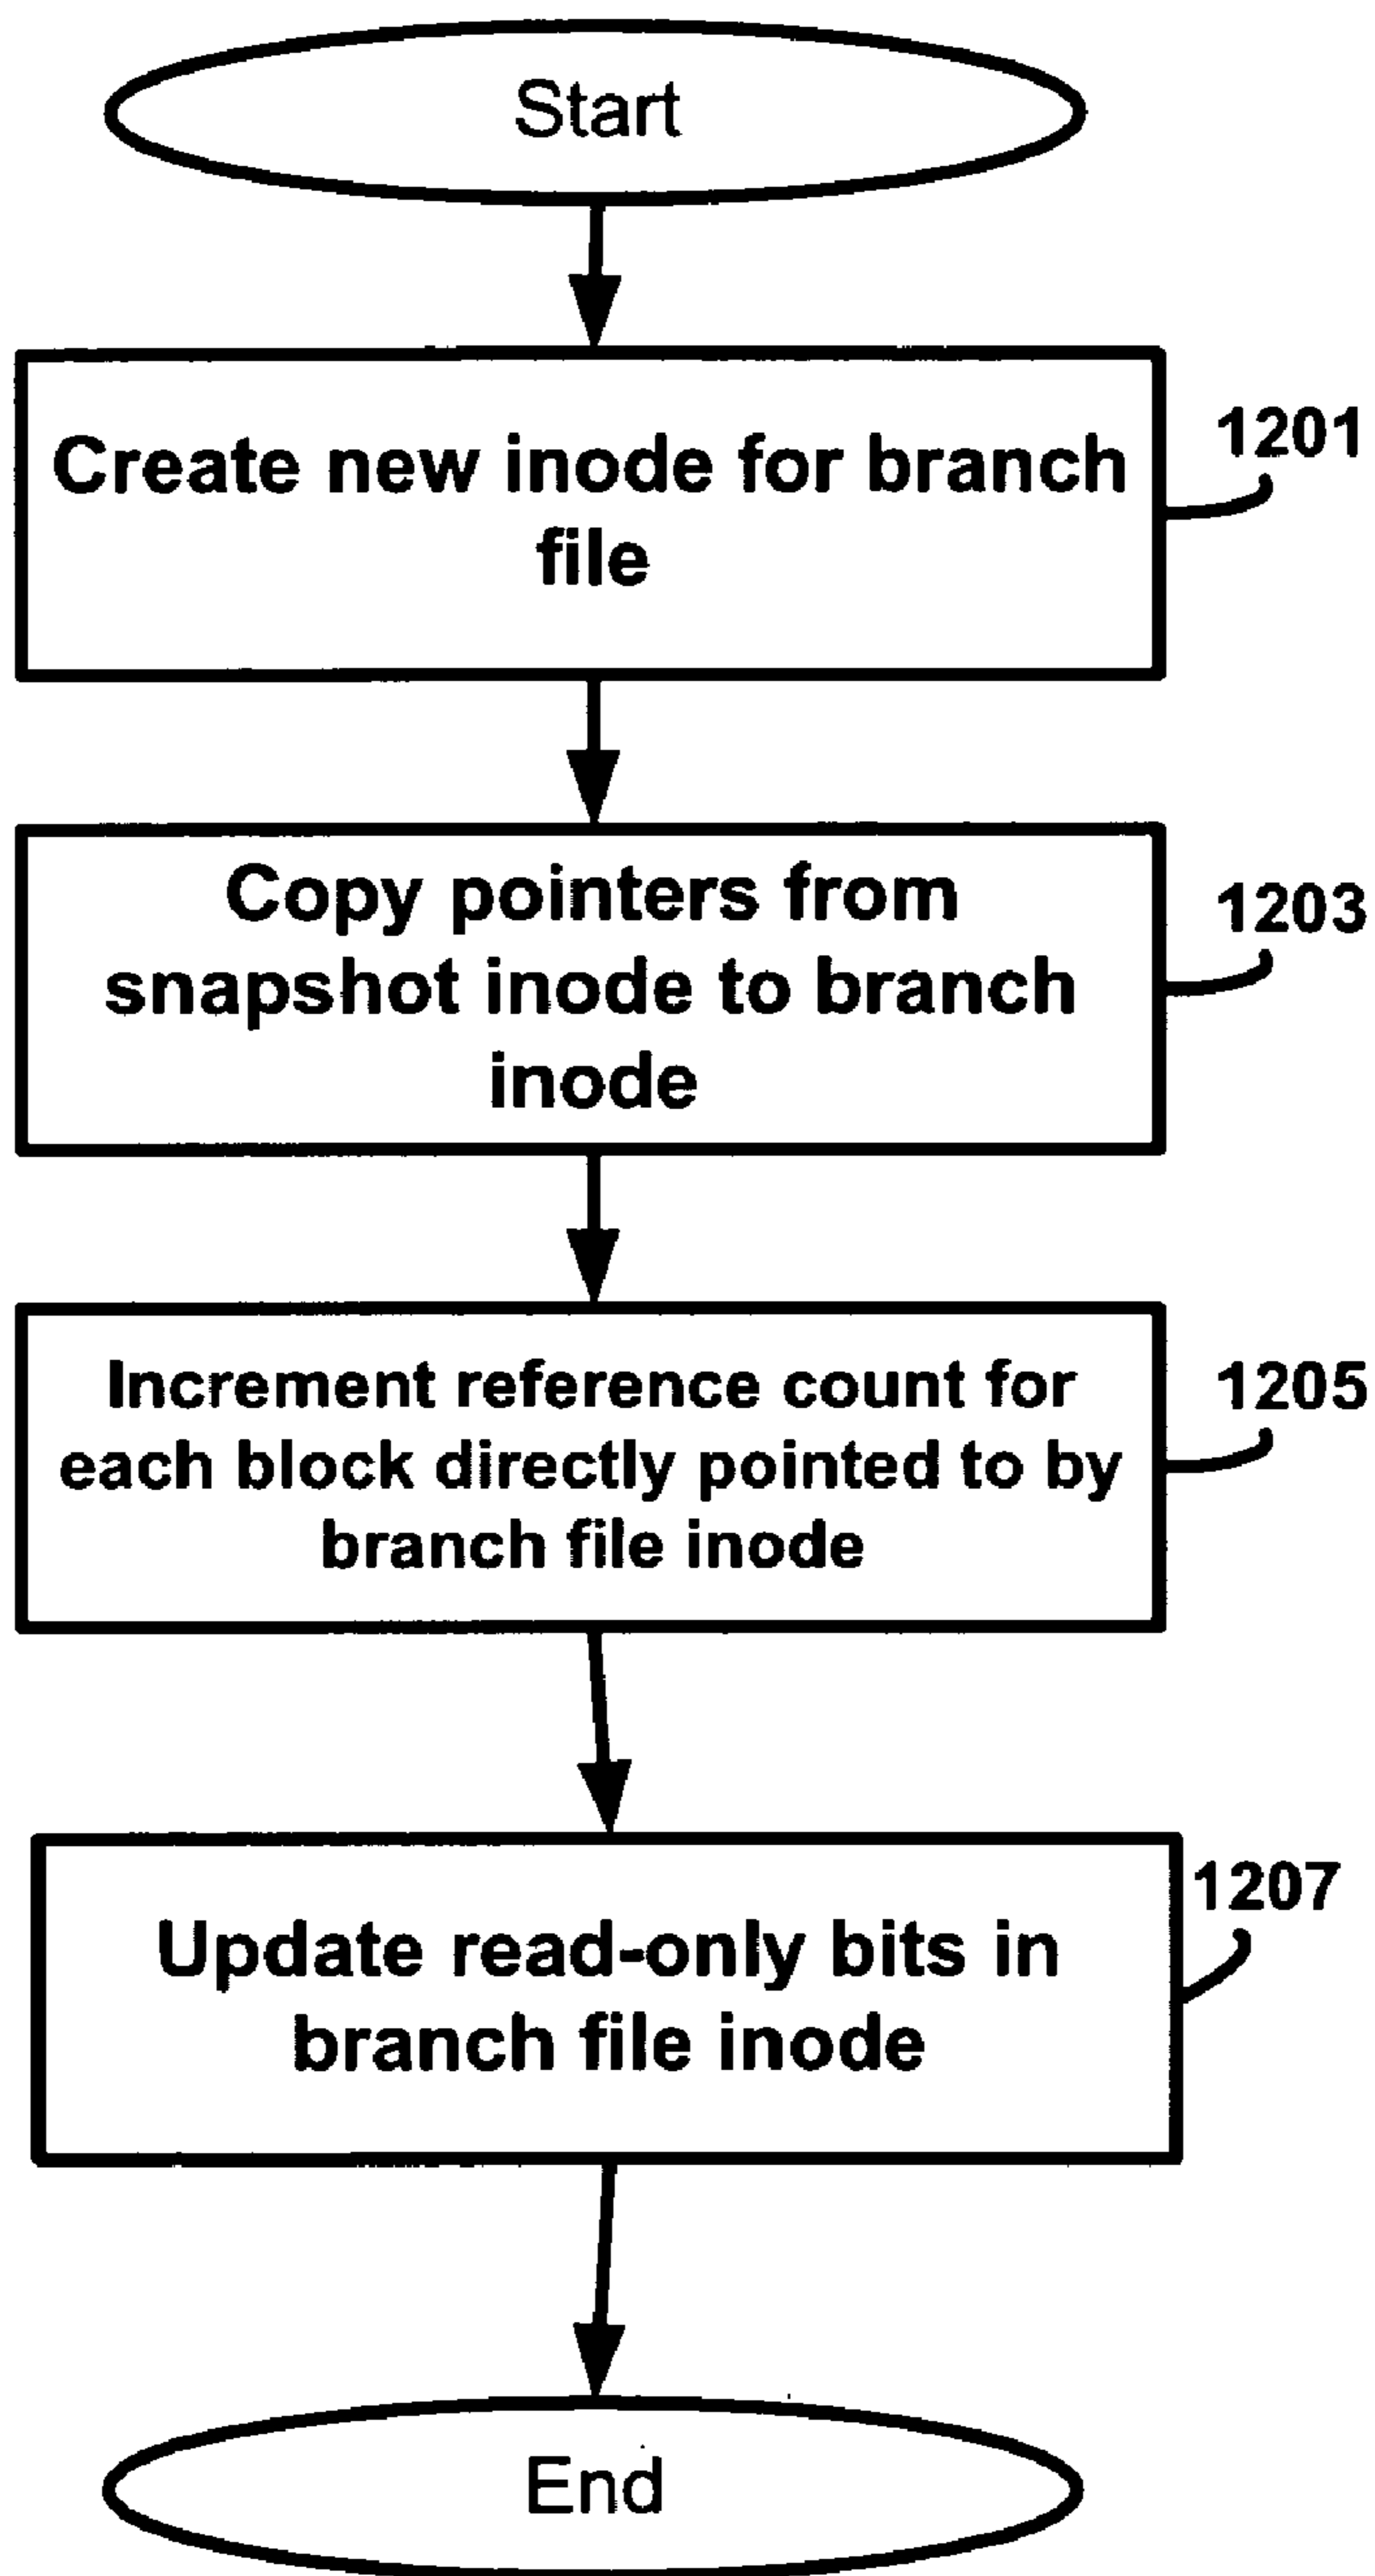 Start
Create new inode for branch
file
1201
Copy pointers from
snapshot inode to branch
inode
1203
Increment reference count for
each block directly pointed to by
branch file inode
1205
Update read-only bits in
branch file inode
1207
End